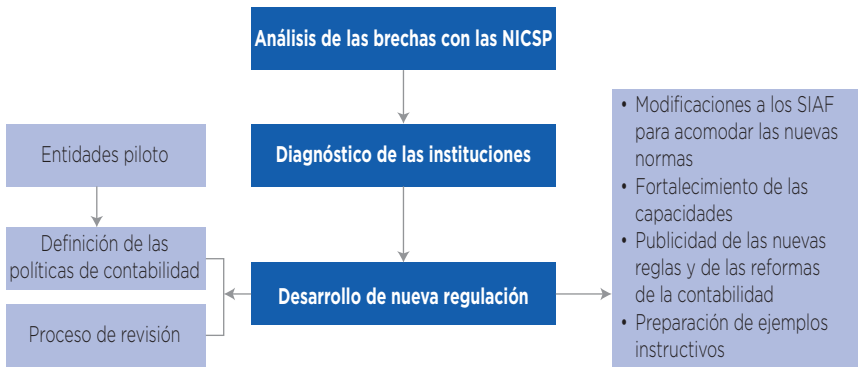 Análisis de las brechas con las NICSP
Diagnóstico de las instituciones
Entidades piloto
Definición de las
políticas de contabilidad
Proceso de revisión
Desarrollo de nueva regulación
• Modificaciones a los SIAF
para acomodar las nuevas
normas
• Fortalecimiento de las
capacidades
• Publicidad de las nuevas
reglas y de las reformas
de la contabilidad
• Preparación de ejemplos
instructivos